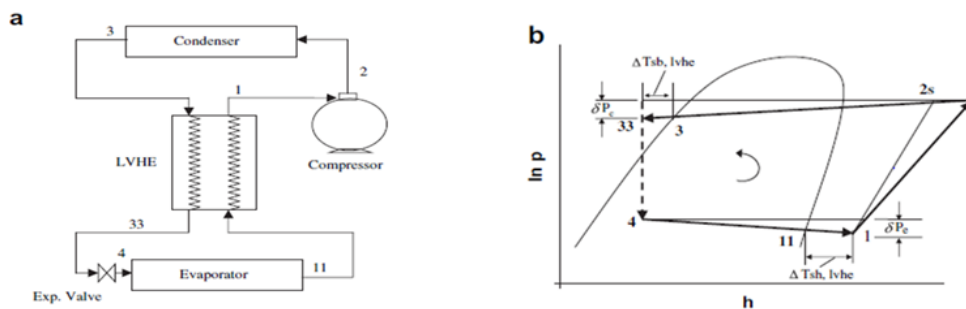 a
3
Condenser
2
1
LVHE
Compressor
33
4
11
Evaporator
Exp. Valve
b
ΔTsb, lvhe
2s
δPc
33
3
ln p
4
11
1
δPe
ΔTsh, lvhe
h